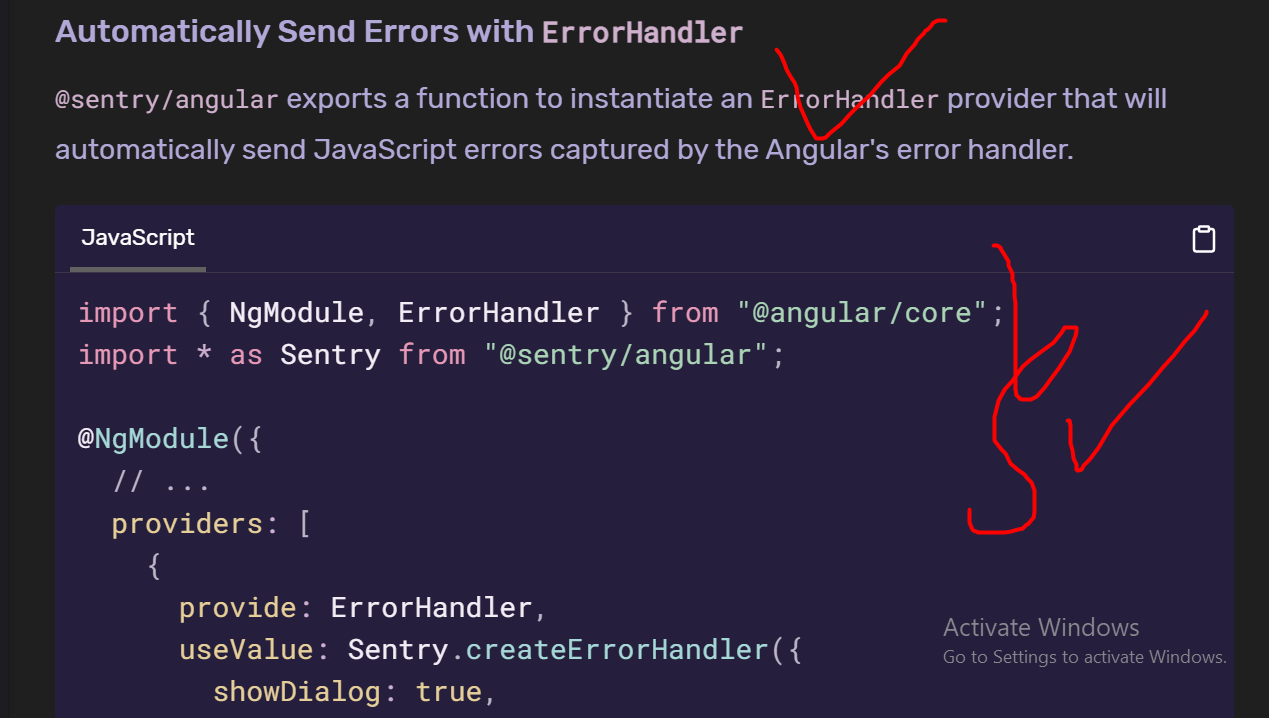 Automatically Send Errors with ErrorHandler
@sentry/angular exports a function to instantiate an ErrorHandler provider that will
automatically send JavaScript errors captured by the Angular's error handler.
JavaScript
import { NgModule, ErrorHandler } from "@angular/core";
import * as Sentry from "@sentry/angular";
@NgModule({
// ...
providers: [
{
provide: ErrorHandler,
useValue: Sentry.createErrorHandler({
showDialog: true,
Activate Windows
Go to Settings to activate Windows.